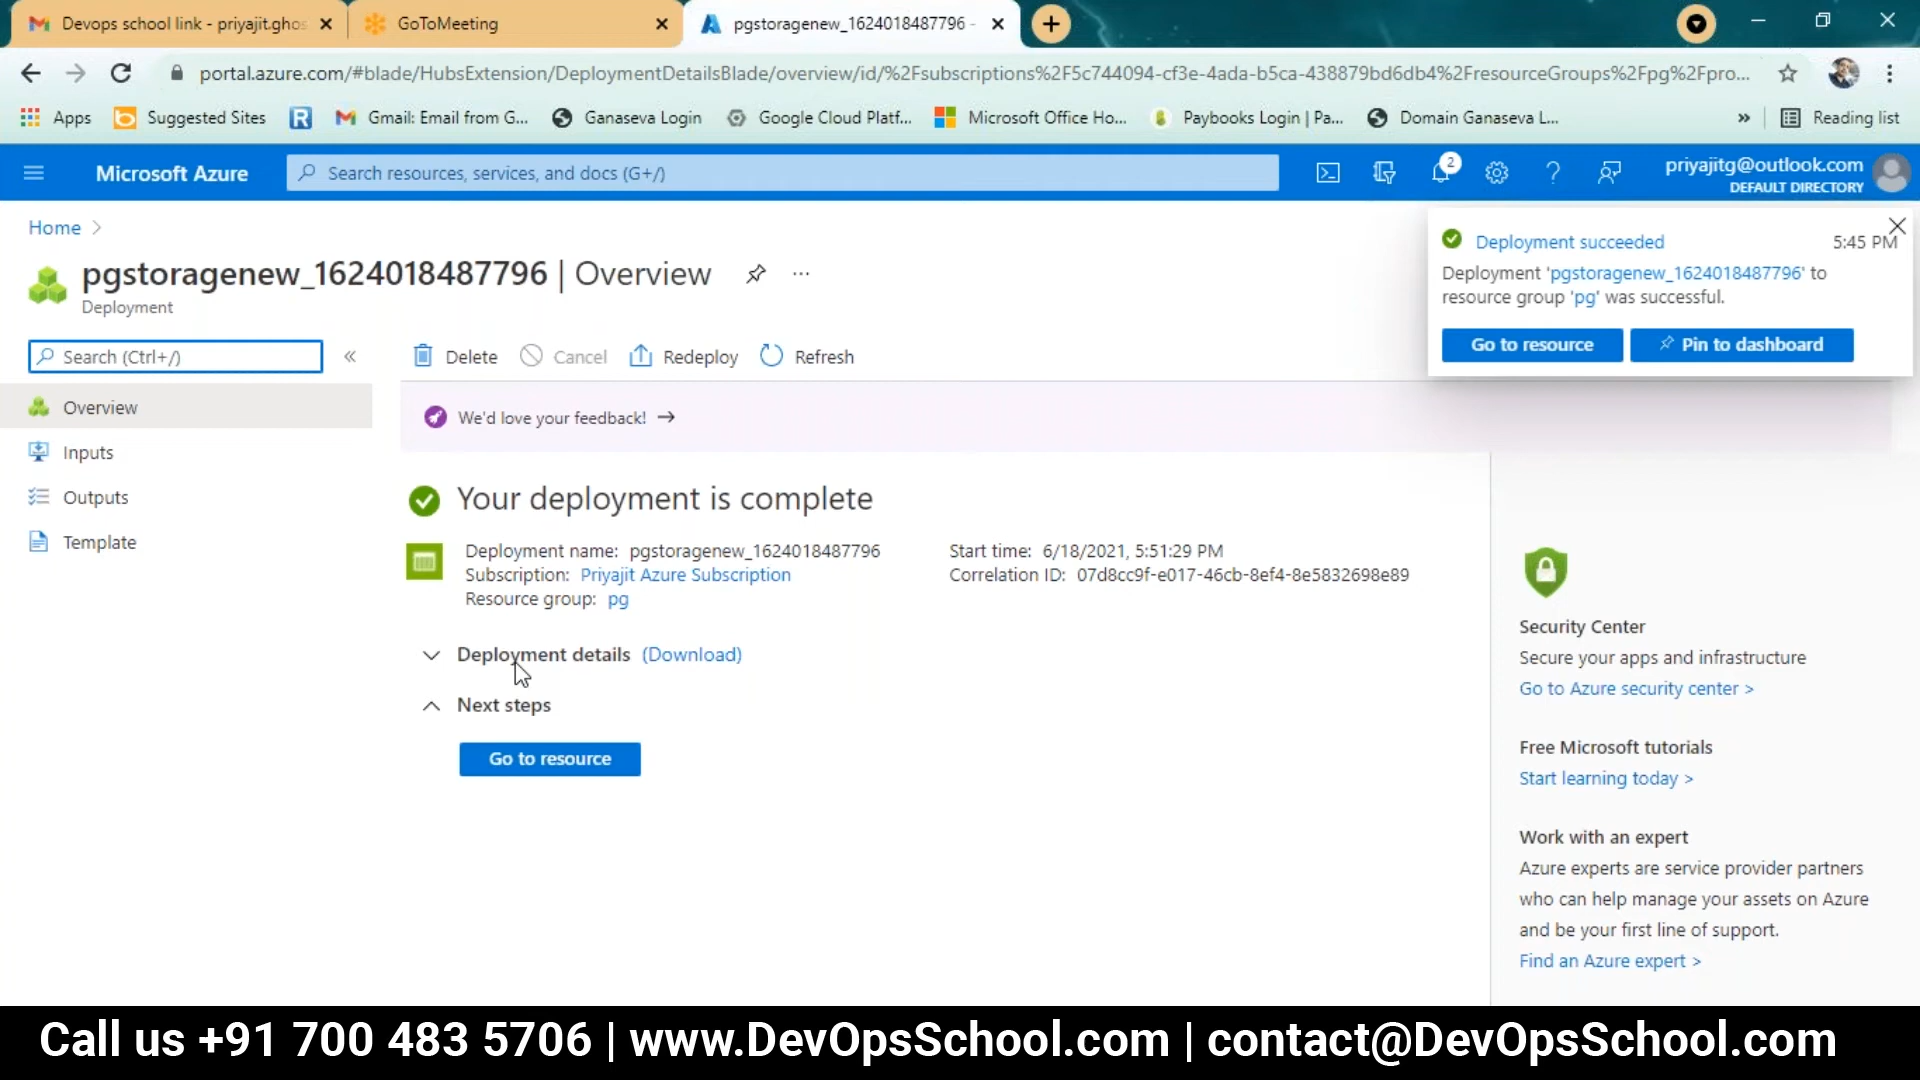 Devops school link - priyajit.ghos
GoToMeeting
pgstoragenew_1624018487796 -
portal.azure.com/#blade/HubsExtension/DeploymentDetailsBlade/overview/id/%2Fsubscriptions%2F5c744094-cf3e-4ada-b5ca-438879bd6db4%2FresourceGroups%2Fpg%2Fpro...
Apps
Suggested Sites
Gmail: Email from G...
Ganaseva Login
Google Cloud Platf...
Microsoft Office Ho...
Paybooks Login | Pa...
Domain Ganaseva L...
»
Reading list
Microsoft Azure
Search resources, services, and docs (G+/)
2
priyajitg@outlook.com
DEFAULT DIRECTORY
Home
pgstoragenew_1624018487796 | Overview
Deployment
Deployment succeeded
5:45 PM
Deployment 'pgstoragenew_1624018487796' to
resource group 'pg' was successful.
Go to resource
Pin to dashboard
Search (Ctrl+/)
«
Delete
Cancel
Redeploy
Refresh
Overview
Inputs
Outputs
Template
We'd love your feedback! →
Your deployment is complete
Deployment name: pgstoragenew_1624018487796
Subscription: Priyajit Azure Subscription
Resource group: pg
Start time: 6/18/2021, 5:51:29 PM
Correlation ID: 07d8cc9f-e017-46cb-8ef4-8e5832698e89
Deployment details (Download)
Next steps
Go to resource
Security Center
Secure your apps and infrastructure
Go to Azure security center >
Free Microsoft tutorials
Start learning today >
Work with an expert
Azure experts are service provider partners
who can help manage your assets on Azure
and be your first line of support.
Find an Azure expert >
Call us +91 700 483 5706 | www.DevOpsSchool.com | contact@DevOpsSchool.com